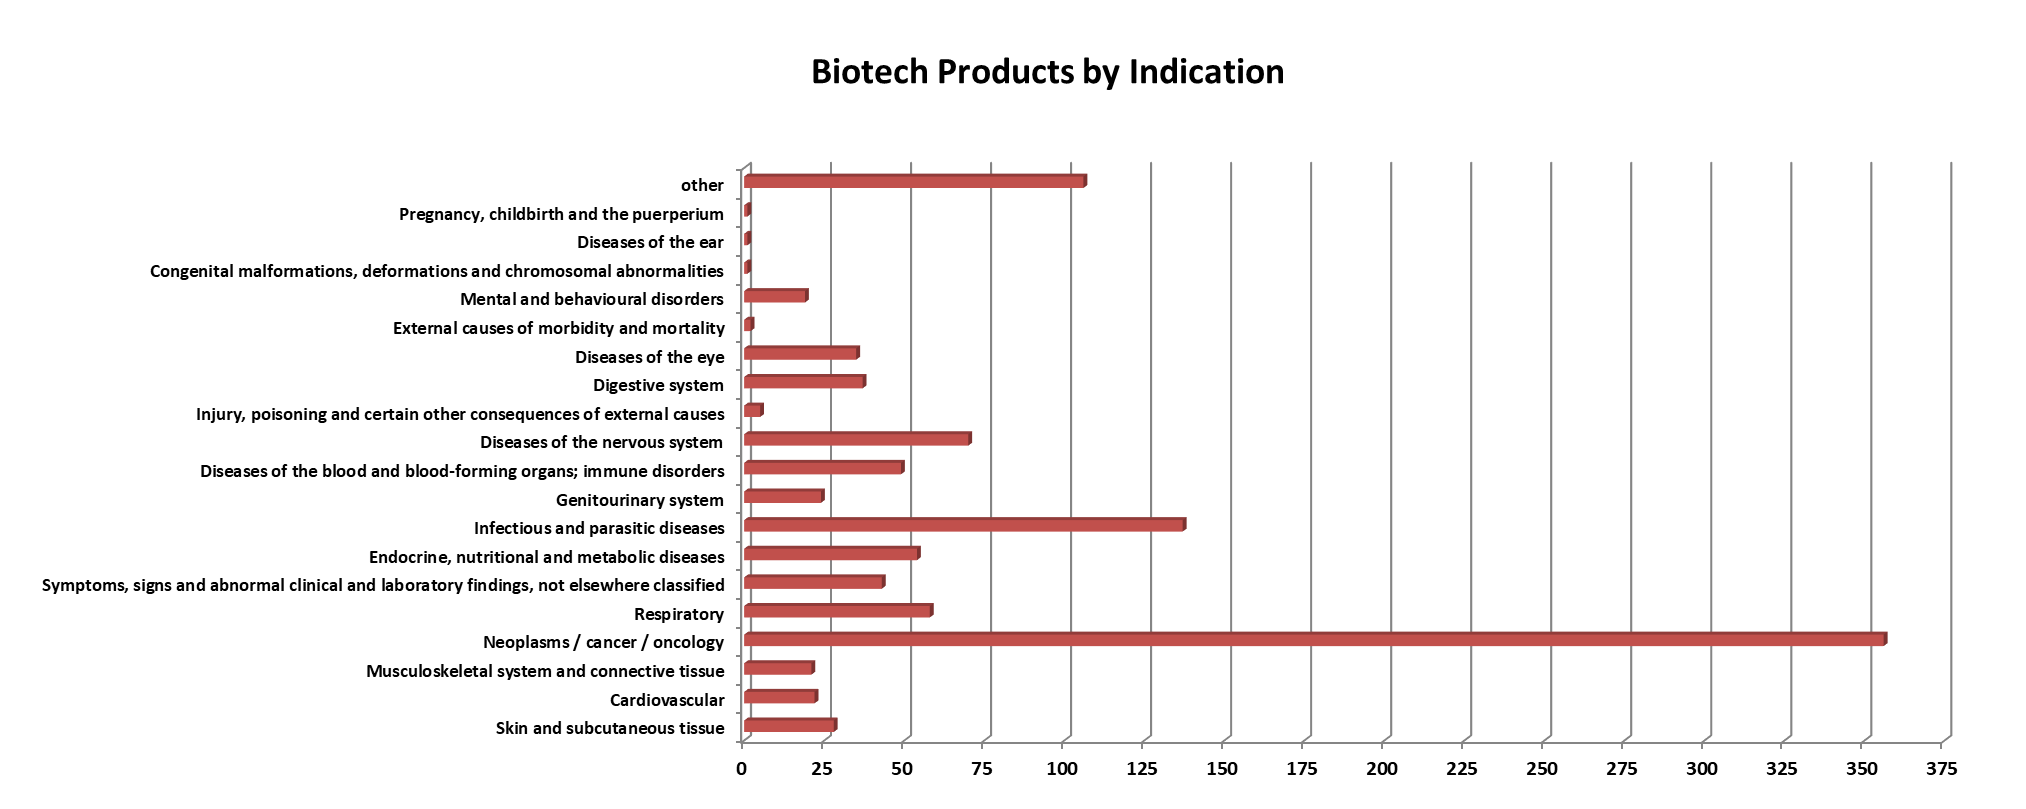 Biotech Products by Indication
other
Pregnancy, childbirth and the puerperium
Diseases of the ear
Congenital malformations, deformations and chromosomal abnormalities
Mental and behavioural disorders
External causes of morbidity and mortality
Diseases of the eye
Digestive system
Injury, poisoning and certain other consequences of external causes
Diseases of the nervous system
Diseases of the blood and blood-forming organs; immune disorders
Genitourinary system
Infectious and parasitic diseases
Endocrine, nutritional and metabolic diseases
Symptoms, signs and abnormal clinical and laboratory findings, not elsewhere classified
Respiratory
Neoplasms / cancer / oncology
Musculoskeletal system and connective tissue
Cardiovascular
Skin and subcutaneous tissue
0 25 50 75 100 125 150 175 200 225 250 275 300 325 350 375